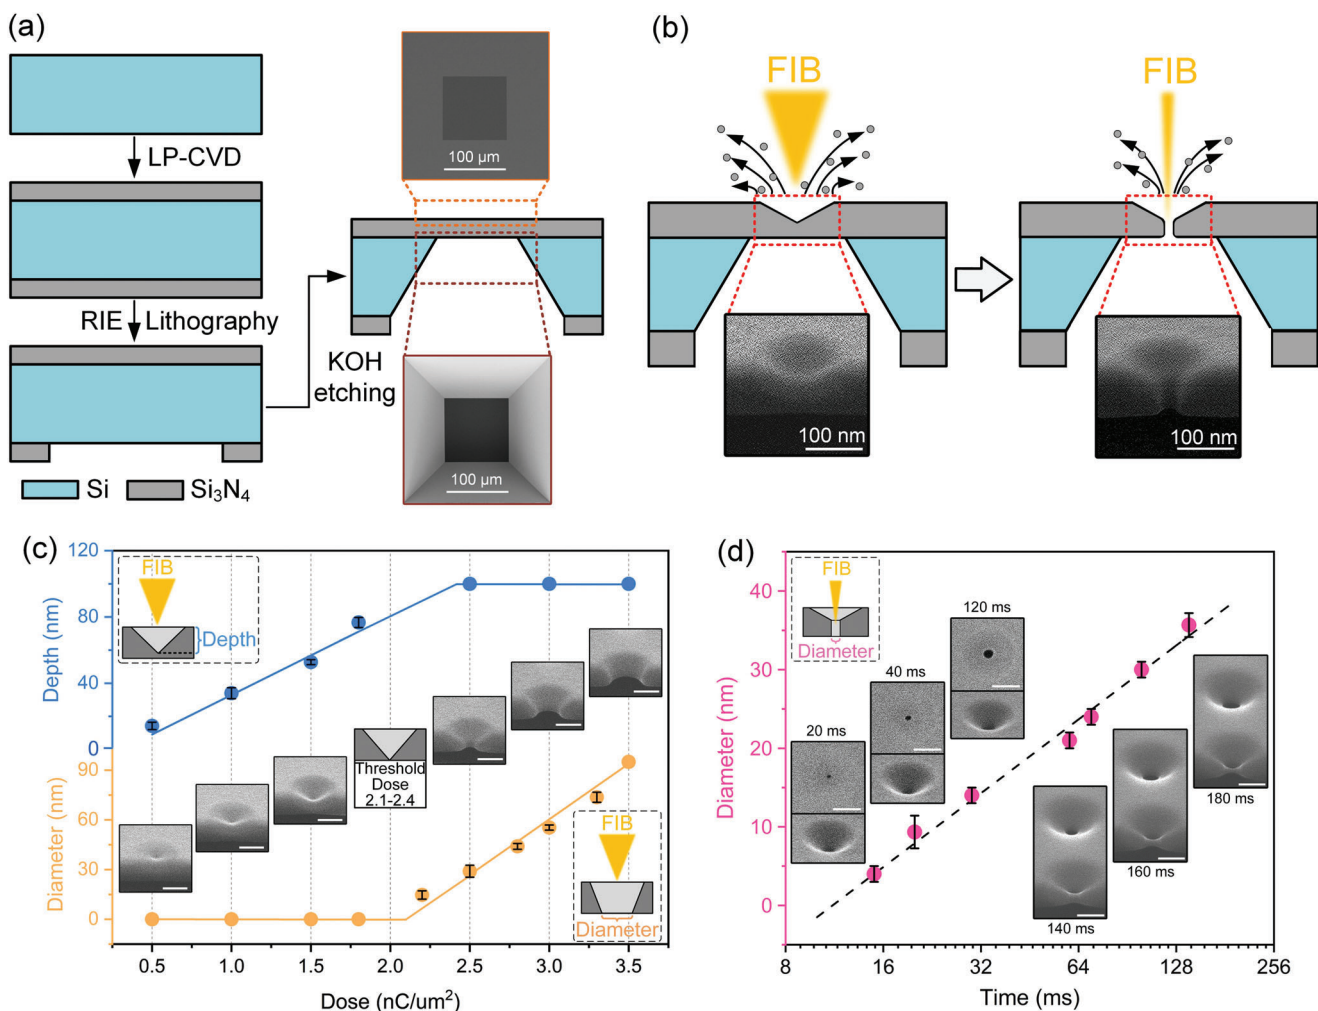 (a)
LP-CVD
RIE Lithography
KOH
etching
Si
Si₃N₄
100 µm
100 µm
(b)
FIB
FIB
100 nm
100 nm
(c)
Depth (nm)
120
80
40
0
Diameter (nm)
90
60
30
0
FIB
Depth
Threshold
Dose
2.1-2.4
FIB
Diameter
0.5
1.0
1.5
2.0
2.5
3.0
3.5
Dose (nC/um²)
(d)
Diameter (nm)
40
30
20
10
0
FIB
Diameter
20 ms
40 ms
120 ms
140 ms
160 ms
180 ms
8
16
32
64
128
256
Time (ms)